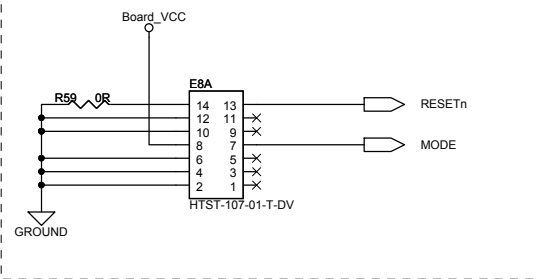 Board_VCC
E8A
R59 0R
14 13
RESETn
12 11
10 9
8 7
MODE
6 5
4 3
2 1
HTST-107-01-T-DV
GROUND